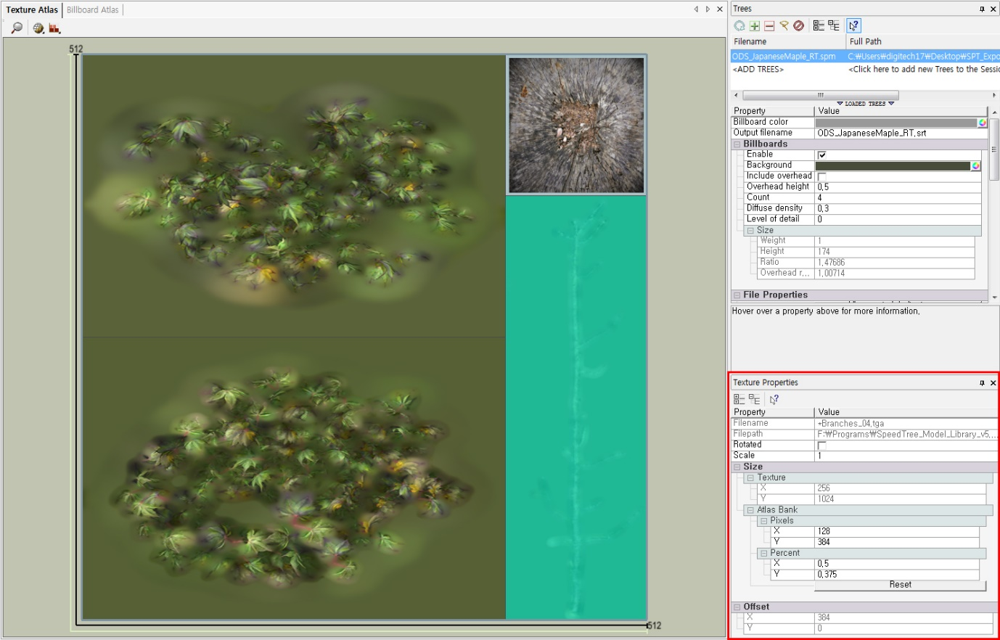 Texture Atlas
Billboard Atlas
512
512
Trees
Filename Full Path
ODS_JapaneseMaple_RT.spm C:₩Users₩digitech17₩Desktop₩SPT_Expo
<ADD TREES> <Click here to add new Trees to the Sessi
LOADED TREES
Property Value
Billboard color
Output filename ODS_JapaneseMaple_RT.srt
Billboards
Enable
Background
Include overhead
Overhead height 0.5
Count 4
Diffuse density 0.3
Level of detail 0
Size
Weight 1
Height 174
Ratio 1.47686
Overhead r... 1.00714
File Properties
Hover over a property above for more information.
Texture Properties
Property Value
Filename *Branches_04.tga
Filepath F:₩Programs₩SpeedTree_Model_Library_v5....
Rotated
Scale 1
Size
Texture
X 256
Y 1024
Atlas Bank
Pixels
X 128
Y 384
Percent
X 0.5
Y 0.375
Reset
Offset
X 384
Y 0